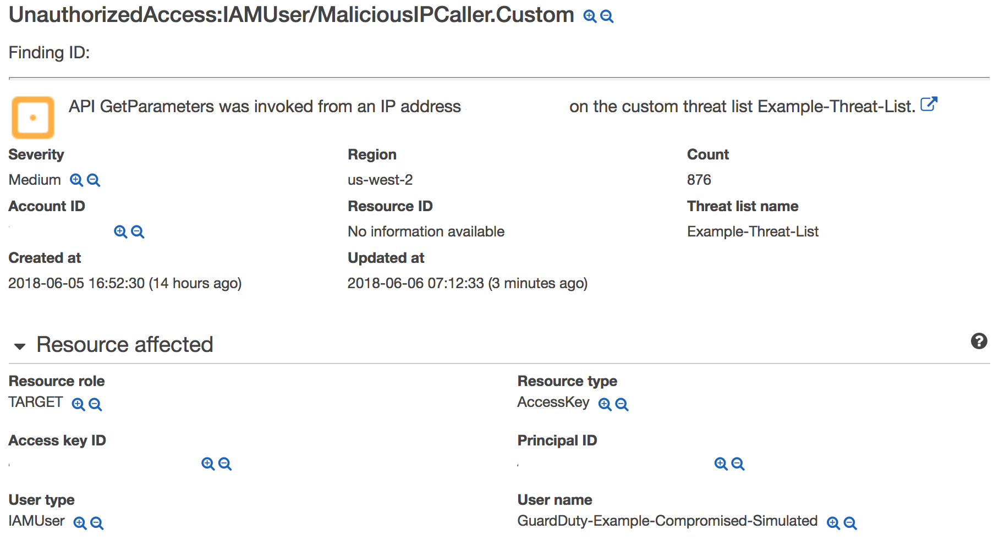 UnauthorizedAccess:IAMUser/MaliciousIPCaller.Custom
Finding ID:
API GetParameters was invoked from an IP address on the custom threat list Example-Threat-List.
Severity Region Count
Medium us-west-2 876
Account ID Resource ID Threat list name
No information available Example-Threat-List
Created at Updated at
2018-06-05 16:52:30 (14 hours ago) 2018-06-06 07:12:33 (3 minutes ago)
Resource affected ?
Resource role Resource type
TARGET AccessKey
Access key ID Principal ID
User type User name
IAMUser GuardDuty-Example-Compromised-Simulated